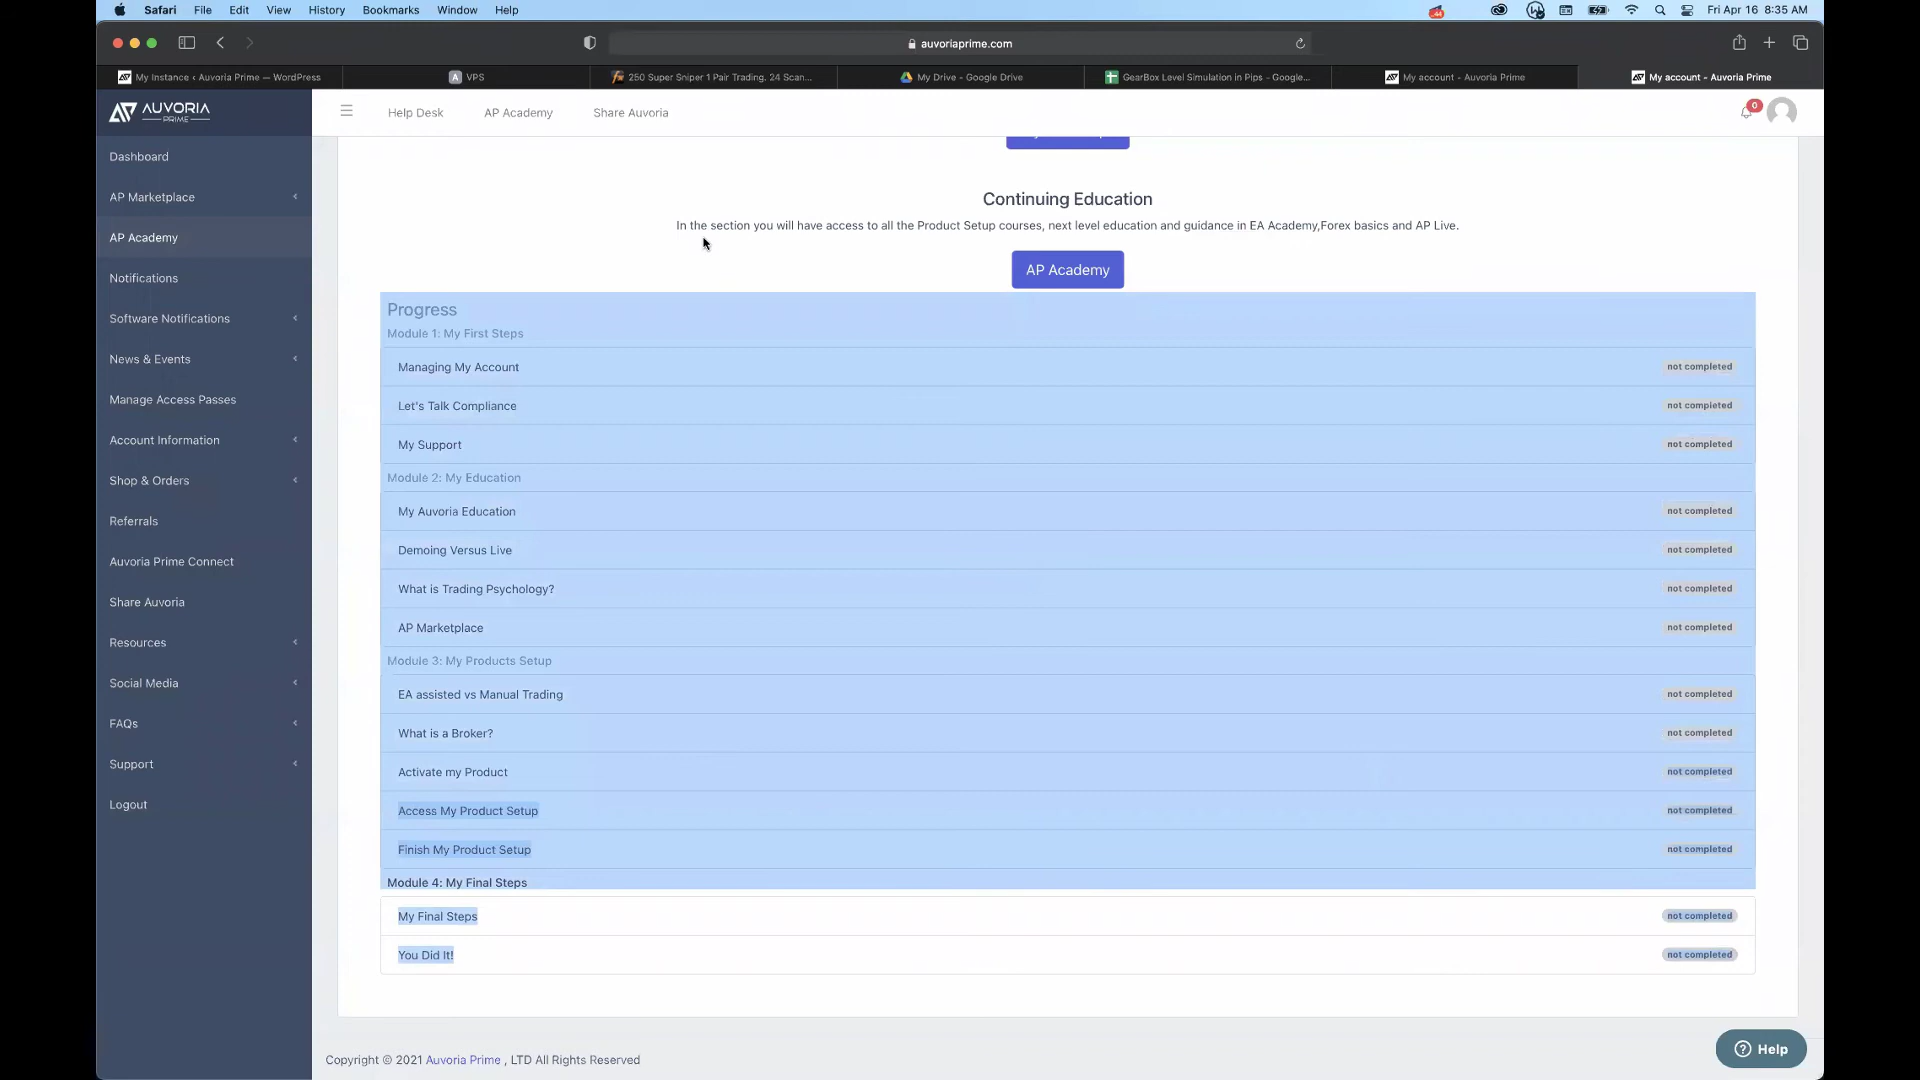 Safari File Edit View History Bookmarks Window Help
Fri Apr 16 8:35 AM
auvoriaprime.com
My Instance ‹ Auvoria Prime — WordPress
A VPS
250 Super Sniper 1 Pair Trading. 24 Scan...
My Drive - Google Drive
GearBox Level Simulation in Pips - Google...
My account - Auvoria Prime
My account - Auvoria Prime
AUVORIA
PRIME
Help Desk
AP Academy
Share Auvoria
0
Dashboard
AP Marketplace
AP Academy
Notifications
Software Notifications
News & Events
Manage Access Passes
Account Information
Shop & Orders
Referrals
Auvoria Prime Connect
Share Auvoria
Resources
Social Media
FAQs
Support
Logout
Continuing Education
In the section you will have access to all the Product Setup courses, next level education and guidance in EA Academy,Forex basics and AP Live.
AP Academy
Progress
Module 1: My First Steps
Managing My Account not completed
Let's Talk Compliance not completed
My Support not completed
Module 2: My Education
My Auvoria Education not completed
Demoing Versus Live not completed
What is Trading Psychology? not completed
AP Marketplace not completed
Module 3: My Products Setup
EA assisted vs Manual Trading not completed
What is a Broker? not completed
Activate my Product not completed
Access My Product Setup not completed
Finish My Product Setup not completed
Module 4: My Final Steps
My Final Steps not completed
You Did It! not completed
Copyright © 2021 Auvoria Prime , LTD All Rights Reserved
Help